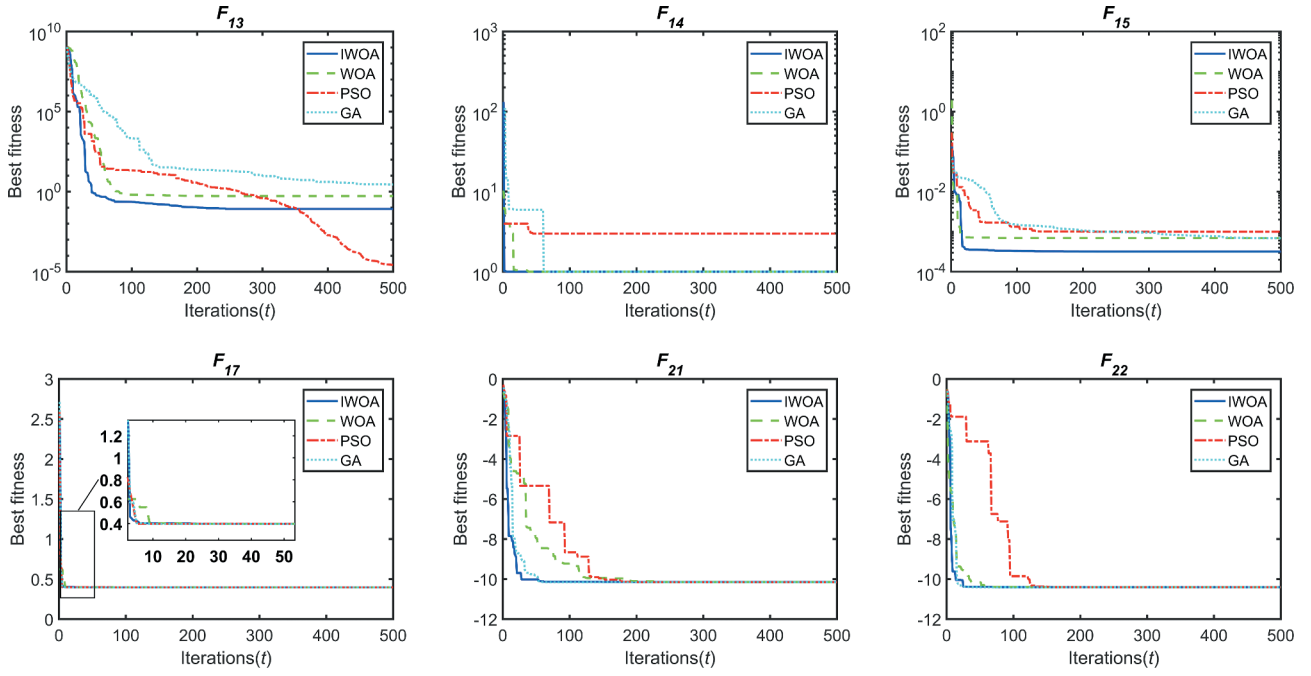 F13
10^10
10^5
10^0
10^-5
Best fitness
0 100 200 300 400 500
Iterations(t)
IWOA
WOA
PSO
GA
F14
10^3
10^2
10^1
10^0
Best fitness
0 100 200 300 400 500
Iterations(t)
IWOA
WOA
PSO
GA
F15
10^2
10^0
10^-2
10^-4
Best fitness
0 100 200 300 400 500
Iterations(t)
IWOA
WOA
PSO
GA
F17
3
2.5
2
1.5
1
0.5
0
Best fitness
0 100 200 300 400 500
Iterations(t)
1.2
1
0.8
0.6
0.4
10 20 30 40 50
IWOA
WOA
PSO
GA
F21
0
-2
-4
-6
-8
-10
-12
Best fitness
0 100 200 300 400 500
Iterations(t)
IWOA
WOA
PSO
GA
F22
0
-2
-4
-6
-8
-10
-12
Best fitness
0 100 200 300 400 500
Iterations(t)
IWOA
WOA
PSO
GA